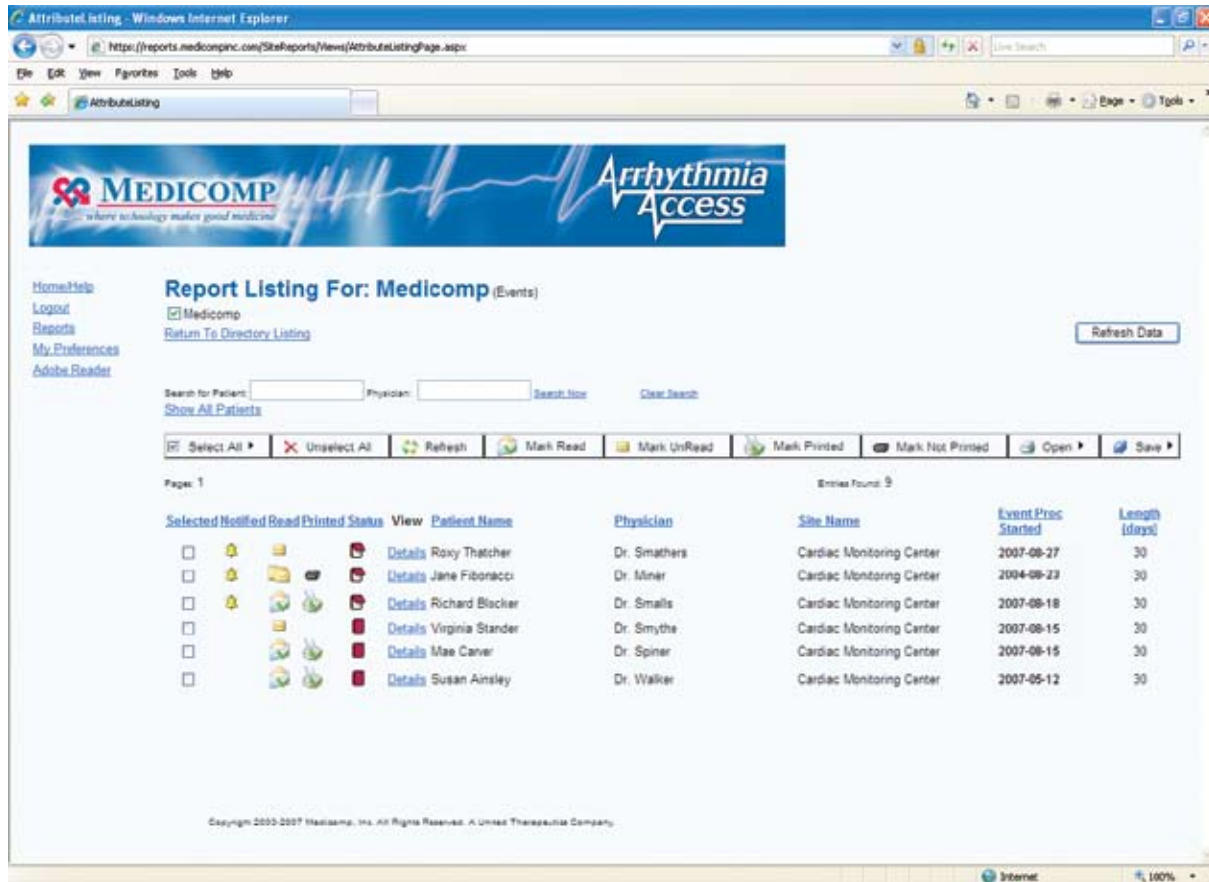 AttributeListing - Windows Internet Explorer
https://reports.medicompinc.com/SiteReports/Views/AttributeListingPage.aspx
Live Search
File Edit View Favorites Tools Help
AttributeListing
Page Tools
MEDICOMP
where technology makes good medicine
Arrhythmia
Access
Home/Help
Logout
Reports
My Preferences
Adobe Reader
Report Listing For: Medicomp (Events)
Medicomp
Return To Directory Listing
Refresh Data
Search for Patient: Physician: Search Now Clear Search
Show All Patients
Select All Unselect All Refresh Mark Read Mark UnRead Mark Printed Mark Not Printed Open Save
Pages: 1 Entries Found: 9
Selected Notified Read Printed Status View Patient Name Physician Site Name Event Proc Started Length (days)
Details Roxy Thatcher Dr. Smathers Cardiac Monitoring Center 2007-08-27 30
Details Jane Fibonacci Dr. Miner Cardiac Monitoring Center 2004-08-23 30
Details Richard Blocker Dr. Smalls Cardiac Monitoring Center 2007-08-18 30
Details Virginia Stander Dr. Smythe Cardiac Monitoring Center 2007-08-15 30
Details Mae Carver Dr. Spiner Cardiac Monitoring Center 2007-08-15 30
Details Susan Ainsley Dr. Walker Cardiac Monitoring Center 2007-05-12 30
Copyright 2003-2007 Medicomp, Inc. All Rights Reserved. A United Therapeutics Company.
Internet 100%